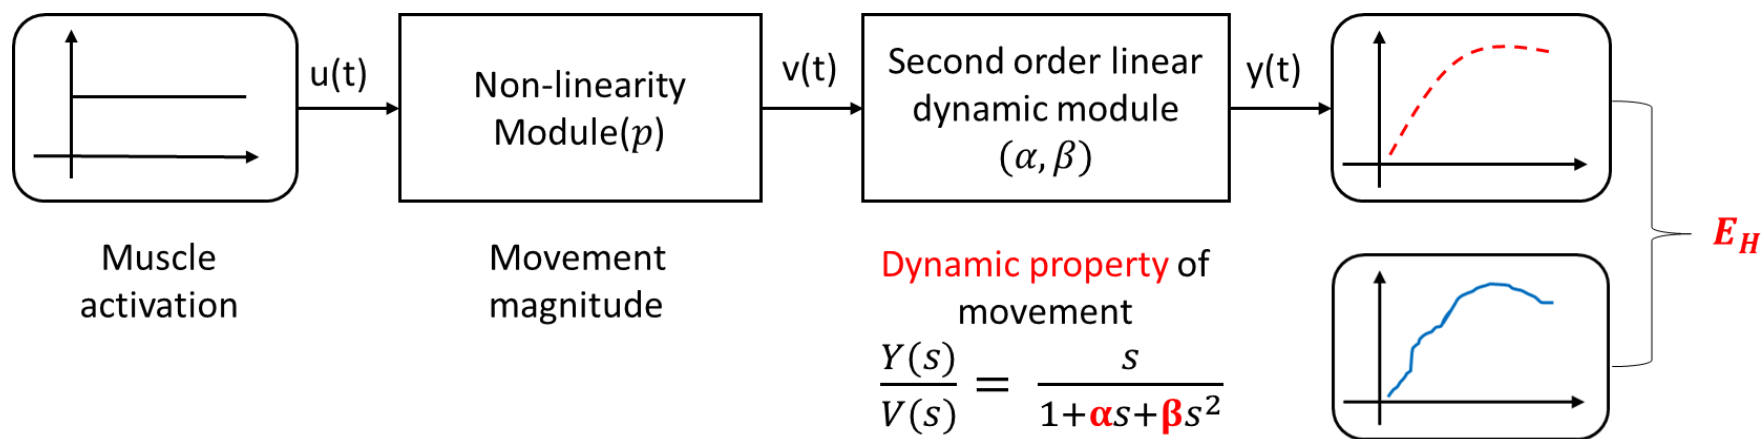 u(t)
Non-linearity
Module(p)
v(t)
Second order linear
dynamic module
(α, β)
y(t)
E_H
Muscle
activation
Movement
magnitude
Dynamic property of
movement
Y(s)/V(s) = s/(1+αs+βs²)